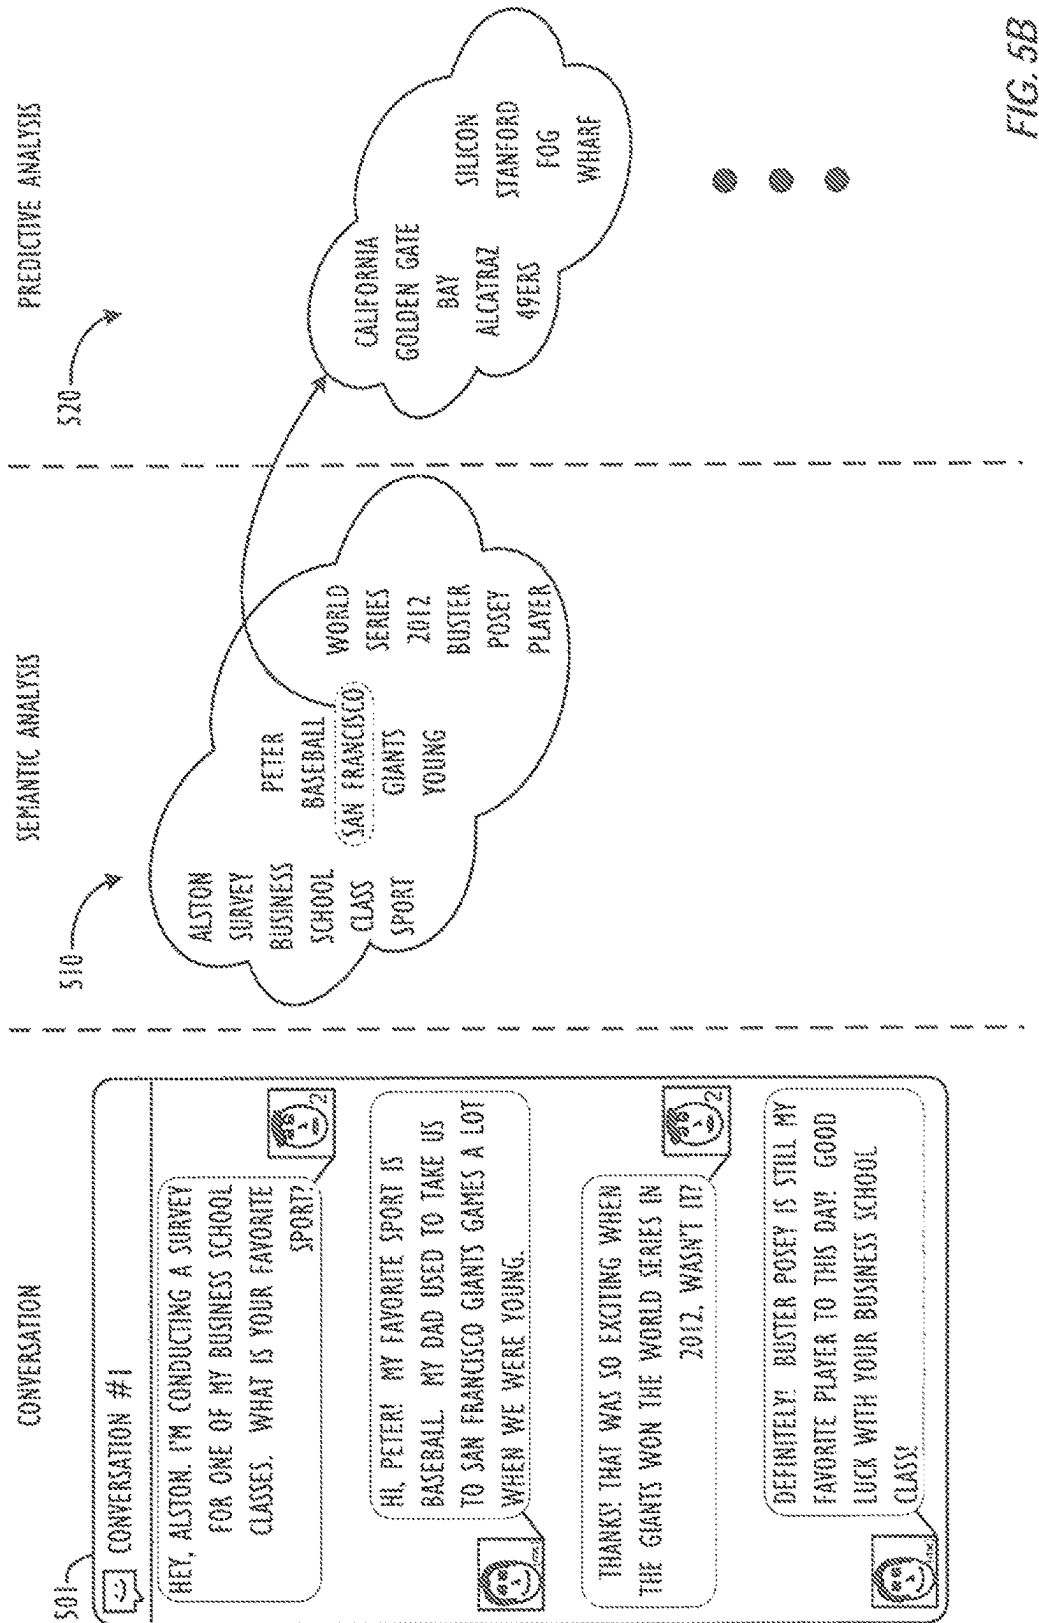 CONVERSATION
501
CONVERSATION #1
HEY, ALSTON. I'M CONDUCTING A SURVEY
FOR ONE OF MY BUSINESS SCHOOL
CLASSES. WHAT IS YOUR FAVORITE
SPORT?
2
HI, PETER! MY FAVORITE SPORT IS
BASEBALL. MY DAD USED TO TAKE US
TO SAN FRANCISCO GIANTS GAMES A LOT
WHEN WE WERE YOUNG.
THANKS! THAT WAS SO EXCITING WHEN
THE GIANTS WON THE WORLD SERIES IN
2012, WASN'T IT?
2
DEFINITELY! BUSTER POSEY IS STILL MY
FAVORITE PLAYER TO THIS DAY! GOOD
LUCK WITH YOUR BUSINESS SCHOOL
CLASS!
SEMANTIC ANALYSIS
510
ALSTON
SURVEY
BUSINESS
SCHOOL
CLASS
SPORT
PETER
BASEBALL
SAN FRANCISCO
GIANTS
YOUNG
WORLD
SERIES
2012
BUSTER
POSEY
PLAYER
PREDICTIVE ANALYSIS
520
CALIFORNIA
GOLDEN GATE
BAY
ALCATRAZ
49ERS
SILICON
STANFORD
FOG
WHARF
FIG. 5B